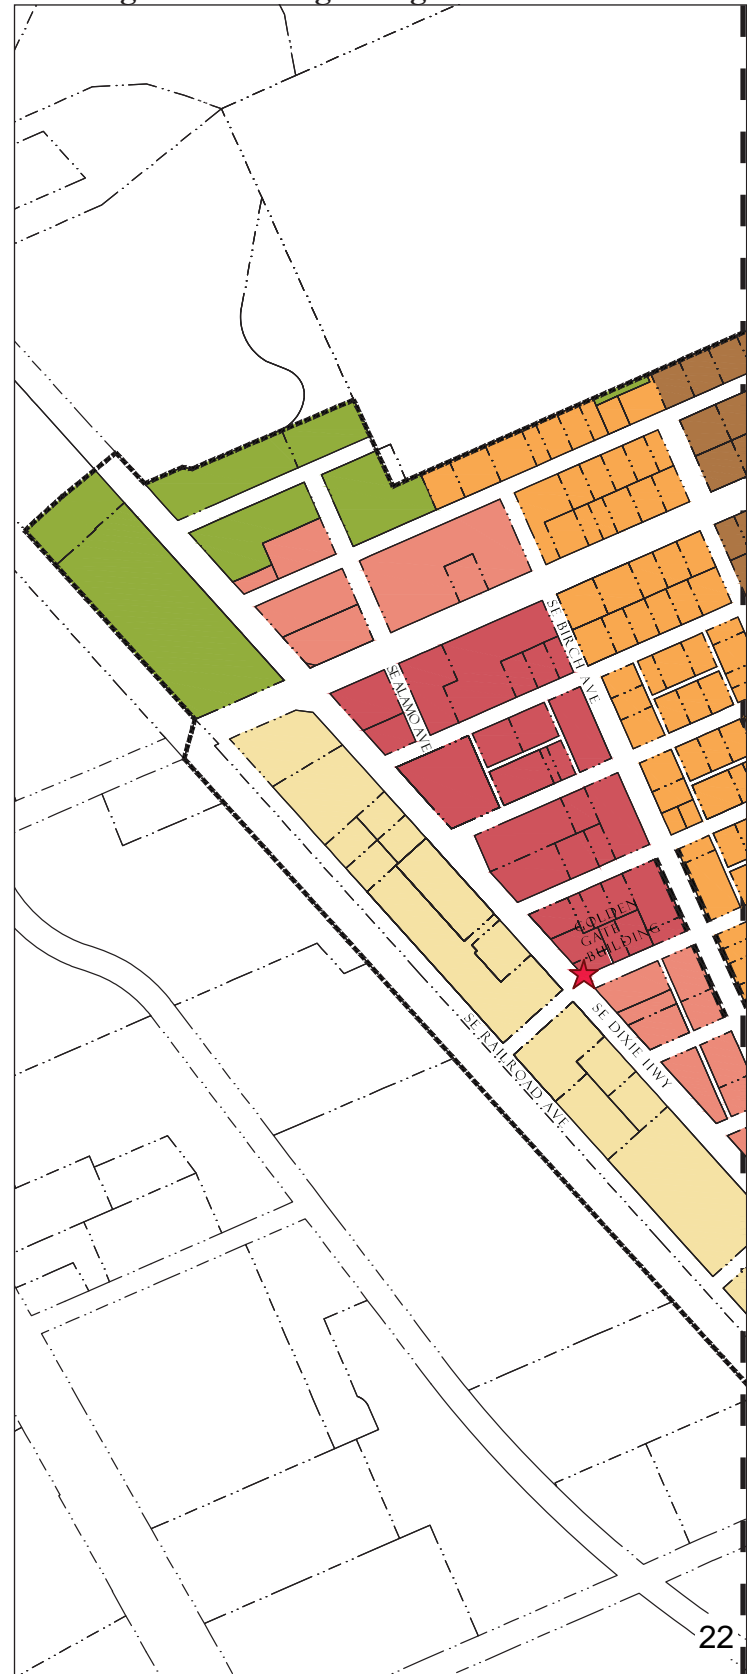 SE BIRCH AVE
SE ALAMO AVE
GOLDEN
GATE
BUILDING
SE DIXIE HWY
SE RAILROAD AVE
22